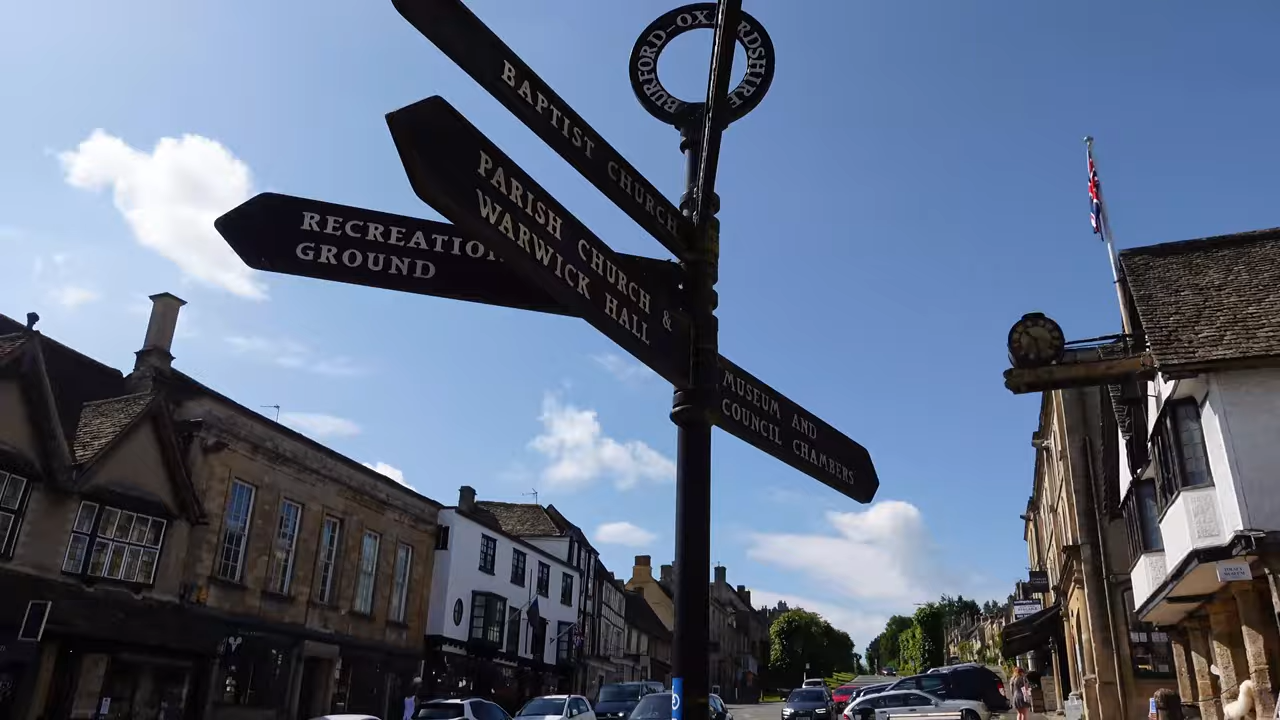 BURFORD-OXFORDSHIRE
BAPTIST CHURCH
PARISH CHURCH &
WARWICK HALL
RECREATION
GROUND
MUSEUM AND
COUNCIL CHAMBERS